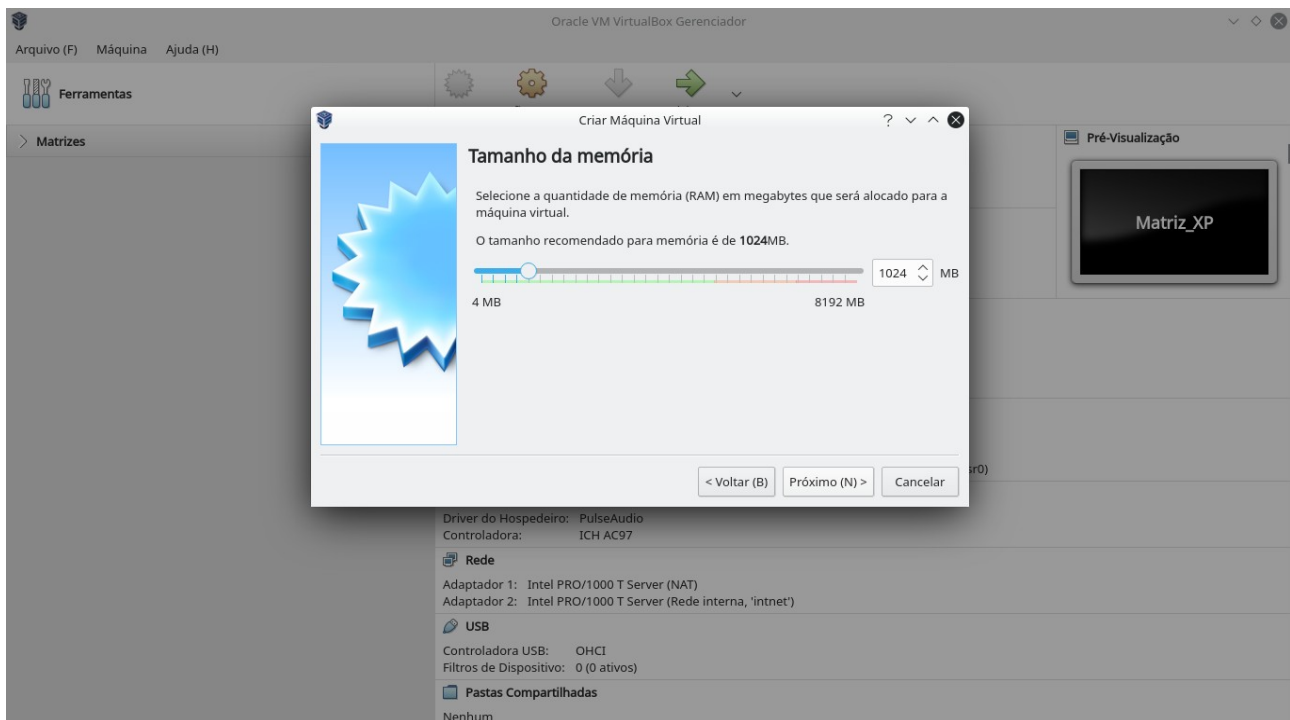 Oracle VM VirtualBox Gerenciador
Arquivo (F) Máquina Ajuda (H)
Ferramentas
Matrizes
Criar Máquina Virtual
Tamanho da memória
Selecione a quantidade de memória (RAM) em megabytes que será alocado para a
máquina virtual.
O tamanho recomendado para memória é de 1024MB.
1024 MB
4 MB 8192 MB
< Voltar (B) Próximo (N) > Cancelar
Pré-Visualização
Matriz_XP
sr0)
Driver do Hospedeiro: PulseAudio
Controladora: ICH AC97
Rede
Adaptador 1: Intel PRO/1000 T Server (NAT)
Adaptador 2: Intel PRO/1000 T Server (Rede interna, 'intnet')
USB
Controladora USB: OHCI
Filtros de Dispositivo: 0 (0 ativos)
Pastas Compartilhadas
Nenhum